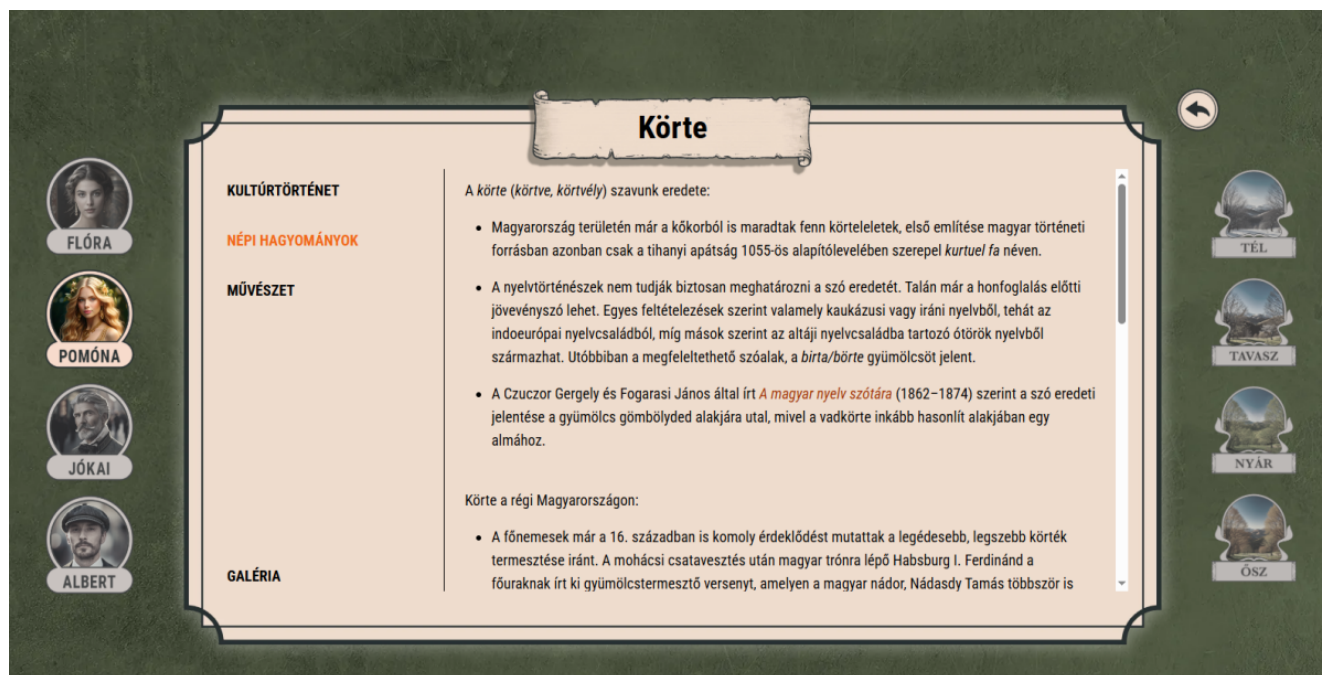 Körte
KULTÚRTÖRTÉNET
NÉPI HAGYOMÁNYOK
MŰVÉSZET
GALÉRIA
A körte (körtve, körtvély) szavunk eredete:
• Magyarország területén már a kőkorból is maradtak fenn körteleletek, első említése magyar történeti
forrásban azonban csak a tihanyi apátság 1055-ös alapítólevelében szerepel kurtuel fa néven.
• A nyelvtörténészek nem tudják biztosan meghatározni a szó eredetét. Talán már a honfoglalás előtti
jövevényszó lehet. Egyes feltételezések szerint valamely kaukázusi vagy iráni nyelvből, tehát az
indoeurópai nyelvcsaládból, míg mások szerint az altáji nyelvcsaládba tartozó ótörök nyelvből
származhat. Utóbbiban a megfeleltethető szóalak, a birta/börte gyümölcsöt jelent.
• A Czuczor Gergely és Fogarasi János által írt A magyar nyelv szótára (1862–1874) szerint a szó eredeti
jelentése a gyümölcs gömbölyded alakjára utal, mivel a vadkörte inkább hasonlít alakjában egy
almához.
Körte a régi Magyarországon:
• A főnemesek már a 16. században is komoly érdeklődést mutattak a legédesebb, legszebb körték
termesztése iránt. A mohácsi csatavesztés után magyar trónra lépő Habsburg I. Ferdinánd a
főuraknak írt ki gyümölcstermesztő versenyt, amelyen a magyar nádor, Nádasdy Tamás többször is
FLÓRA
POMÓNA
JÓKAI
ALBERT
TÉL
TAVASZ
NYÁR
ŐSZ